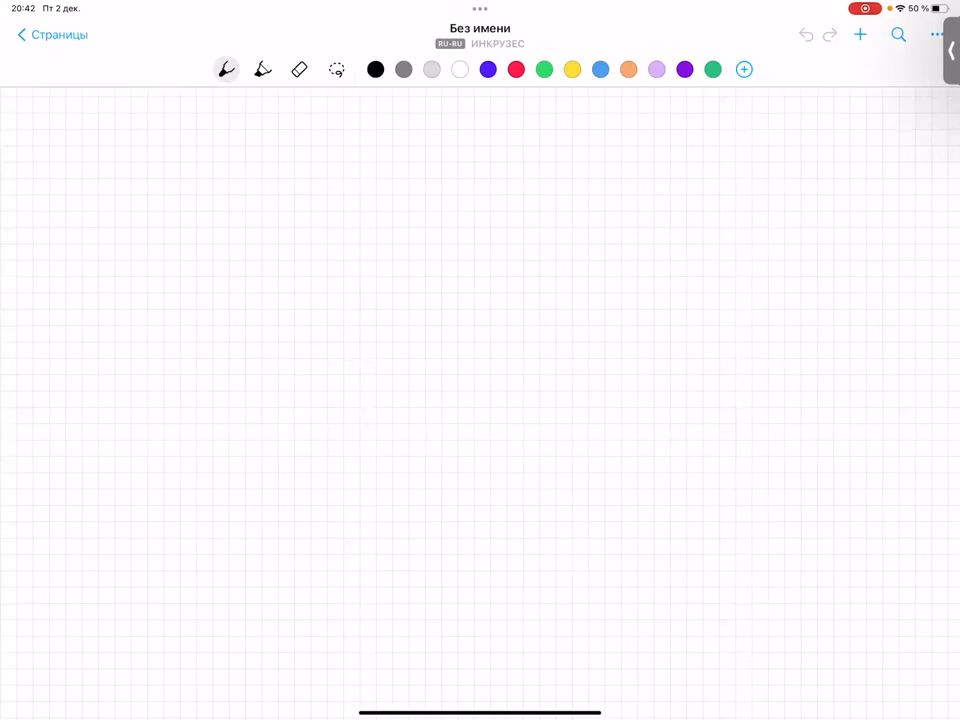 20:42 Пт 2 дек.
50 %
Страницы
Без имени
RU-RU ИНКРУЗЕС